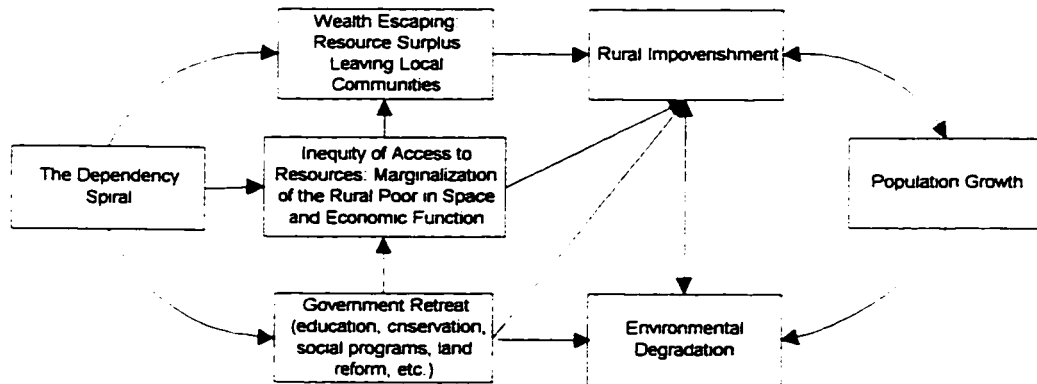 Wealth Escaping:
Resource Surplus
Leaving Local
Communities
Rural Impoverishment
The Dependency
Spiral
Inequity of Access to
Resources: Marginalization
of the Rural Poor in Space
and Economic Function
Population Growth
Government Retreat
(education, cnservation,
social programs, land
reform, etc.)
Environmental
Degradation